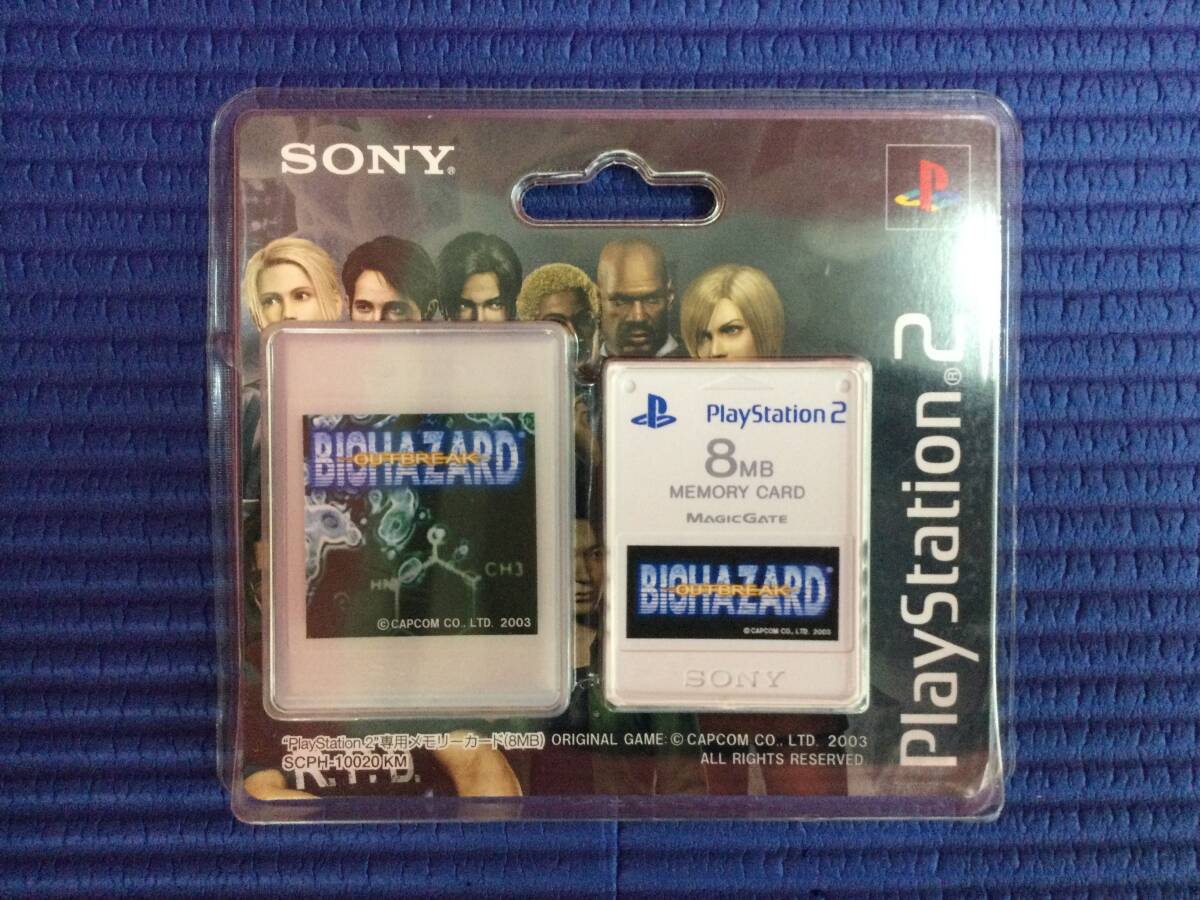 SONY®
PlayStation®2
BIOHAZARD
OUTBREAK
HN
CH3
©CAPCOM CO., LTD. 2003
PlayStation 2
8MB
MEMORY CARD
MAGICGATE
BIOHAZARD
OUTBREAK
©CAPCOM CO., LTD. 2003
SONY
"PlayStation 2"専用メモリーカード(8MB)
SCPH-10020 KM
ORIGINAL GAME: © CAPCOM CO., LTD. 2003
ALL RIGHTS RESERVED